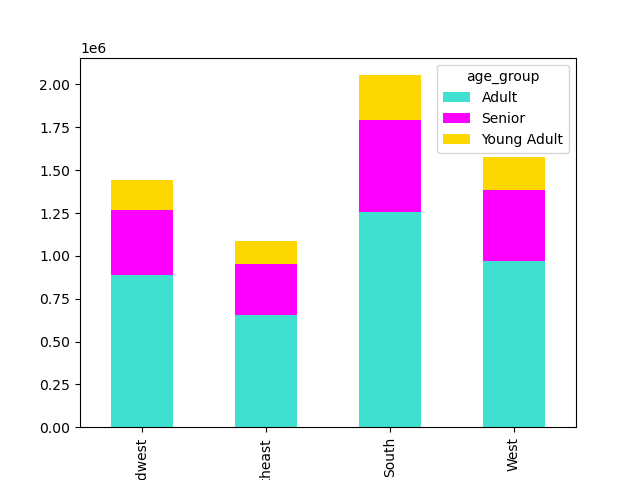 1e6
2.00
1.75
1.50
1.25
1.00
0.75
0.50
0.25
0.00
age_group
Adult
Senior
Young Adult
dwest
heast
South
West